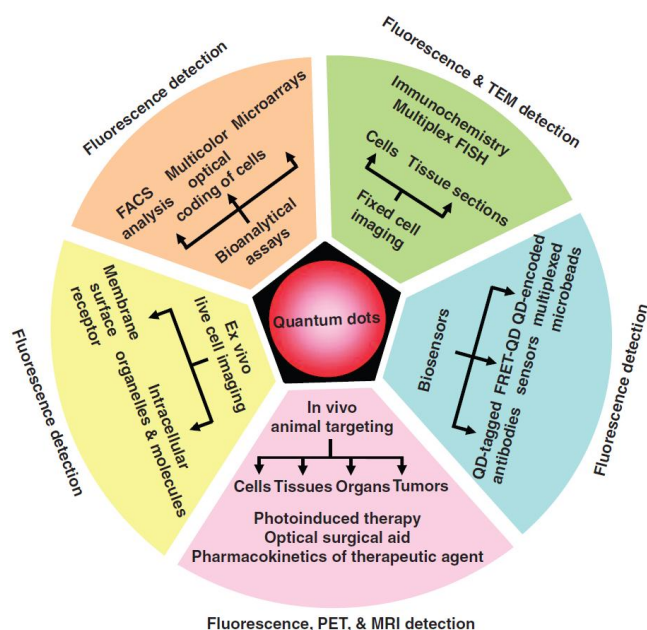 Fluorescence detection
FACS
analysis
Multicolor
optical
coding of cells
Microarrays
Bioanalytical
assays
Fluorescence & TEM detection
Immunochemistry
Multiplex FISH
Cells
Tissue sections
Fixed cell
imaging
Fluorescence detection
Biosensors
QD-encoded
multiplexed
microbeads
FRET-QD
sensors
QD-tagged
antibodies
Quantum dots
Fluorescence detection
Ex vivo
live cell imaging
Membrane
surface
receptor
Intracellular
organelles & molecules
In vivo
animal targeting
Cells Tissues Organs Tumors
Photoinduced therapy
Optical surgical aid
Pharmacokinetics of therapeutic agent
Fluorescence, PET, & MRI detection